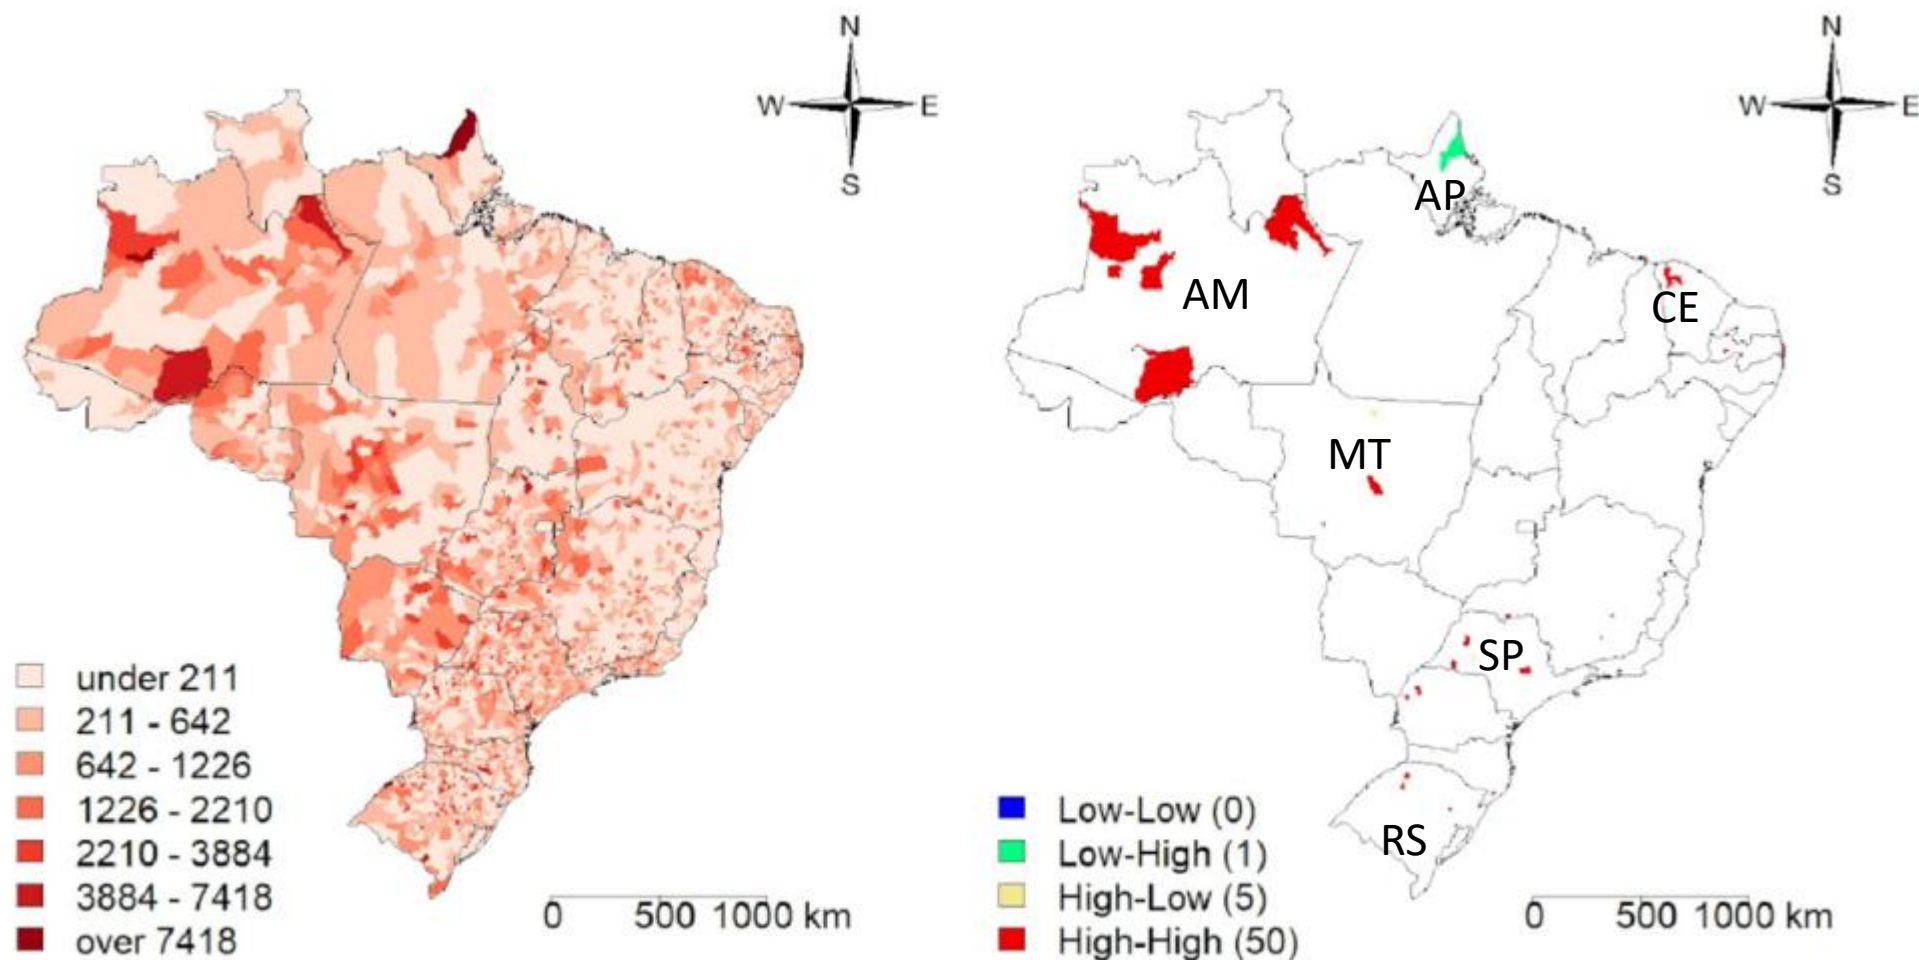 N
W E
S
under 211
211 - 642
642 - 1226
1226 - 2210
2210 - 3884
3884 - 7418
over 7418
0 500 1000 km
N
W E
S
AP
AM
CE
MT
SP
RS
Low-Low (0)
Low-High (1)
High-Low (5)
High-High (50)
0 500 1000 km